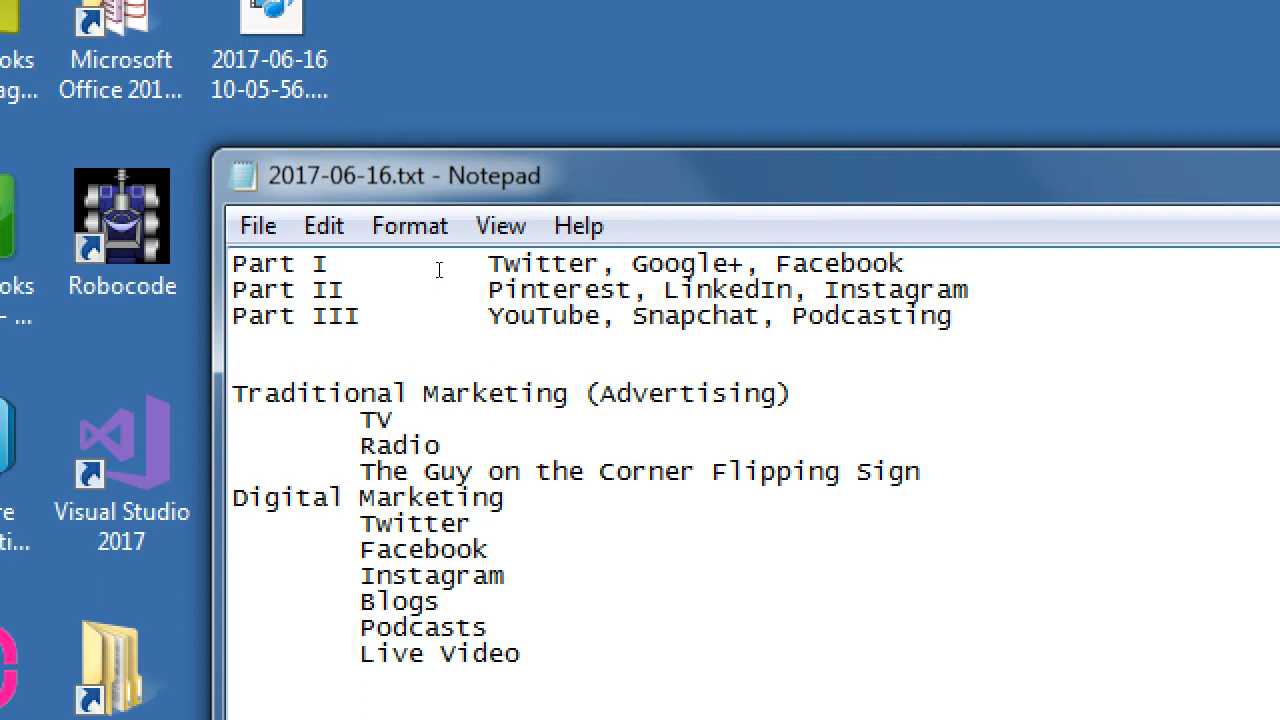 oks
ag...
Microsoft
Office 201...
2017-06-16
10-05-56....
oks
- ...
Robocode
re
ti...
Visual Studio
2017
2017-06-16.txt - Notepad
File Edit Format View Help
Part I Twitter, Google+, Facebook
Part II Pinterest, LinkedIn, Instagram
Part III YouTube, Snapchat, Podcasting
Traditional Marketing (Advertising)
TV
Radio
The Guy on the Corner Flipping Sign
Digital Marketing
Twitter
Facebook
Instagram
Blogs
Podcasts
Live Video